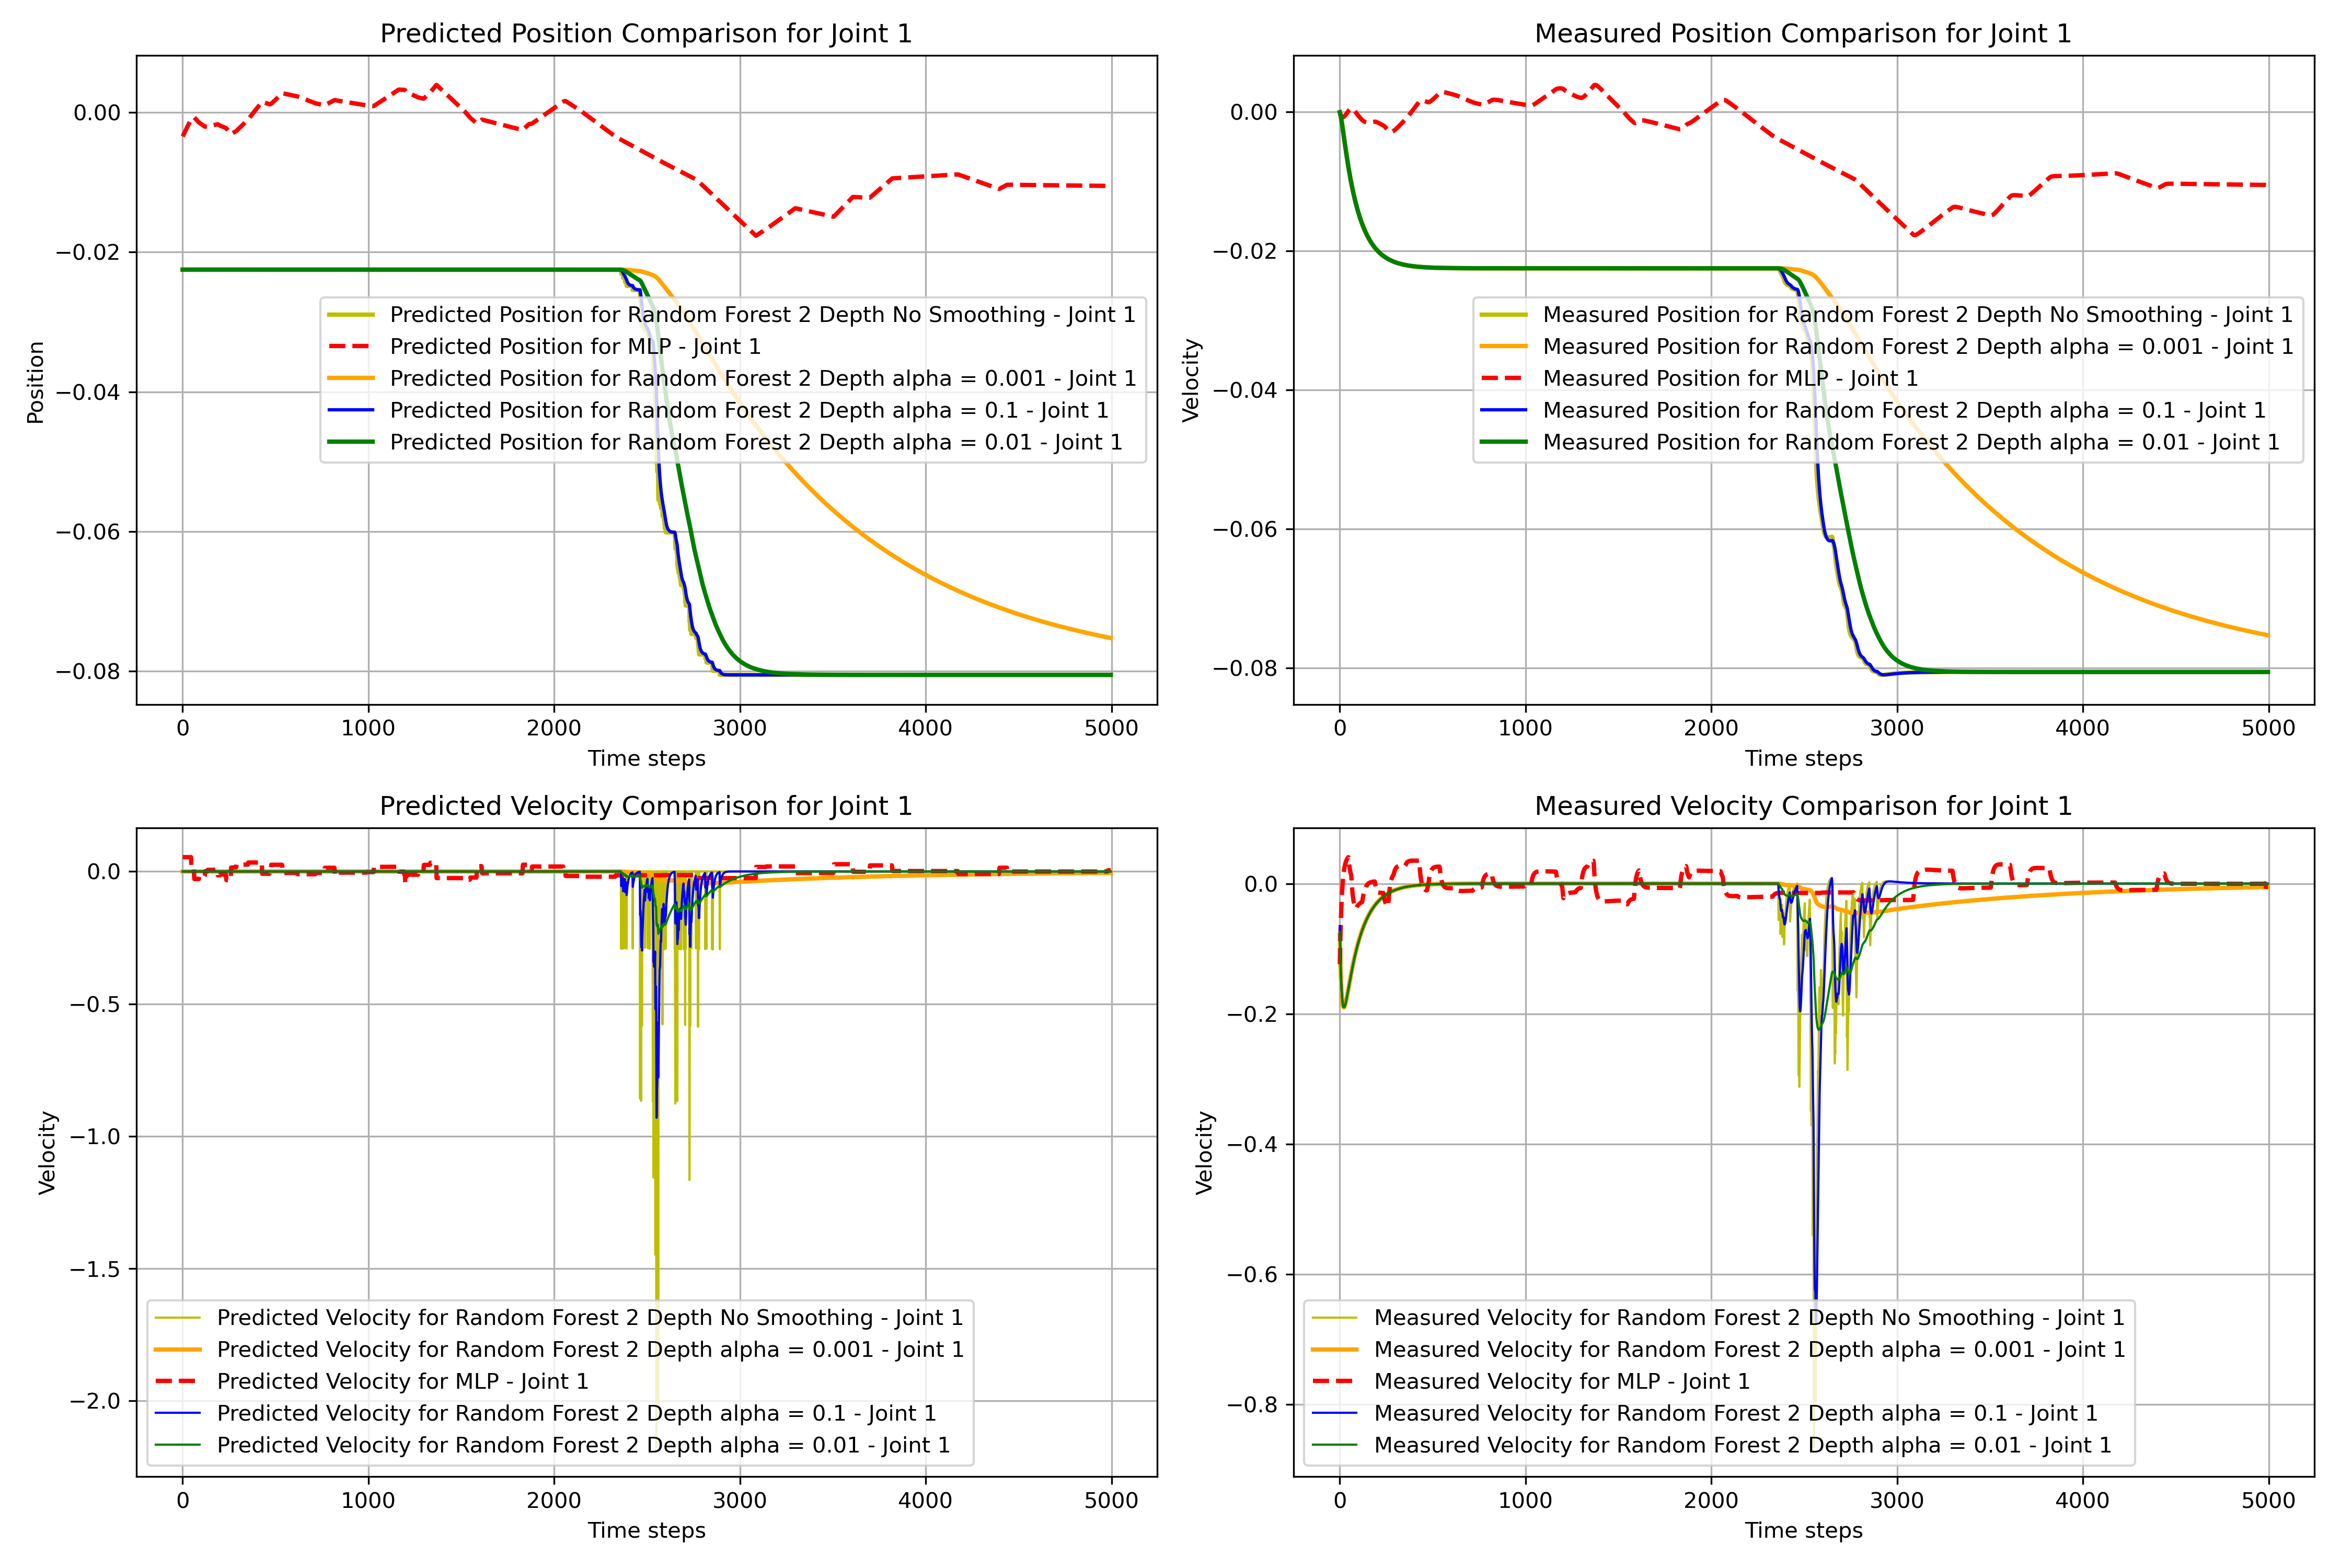 Predicted Position Comparison for Joint 1
Position
0.00
−0.02
−0.04
−0.06
−0.08
Predicted Position for Random Forest 2 Depth No Smoothing - Joint 1
Predicted Position for MLP - Joint 1
Predicted Position for Random Forest 2 Depth alpha = 0.001 - Joint 1
Predicted Position for Random Forest 2 Depth alpha = 0.1 - Joint 1
Predicted Position for Random Forest 2 Depth alpha = 0.01 - Joint 1
0 1000 2000 3000 4000 5000
Time steps
Measured Position Comparison for Joint 1
Velocity
0.00
−0.02
−0.04
−0.06
−0.08
Measured Position for Random Forest 2 Depth No Smoothing - Joint 1
Measured Position for Random Forest 2 Depth alpha = 0.001 - Joint 1
Measured Position for MLP - Joint 1
Measured Position for Random Forest 2 Depth alpha = 0.1 - Joint 1
Measured Position for Random Forest 2 Depth alpha = 0.01 - Joint 1
0 1000 2000 3000 4000 5000
Time steps
Predicted Velocity Comparison for Joint 1
Velocity
0.0
−0.5
−1.0
−1.5
−2.0
Predicted Velocity for Random Forest 2 Depth No Smoothing - Joint 1
Predicted Velocity for Random Forest 2 Depth alpha = 0.001 - Joint 1
Predicted Velocity for MLP - Joint 1
Predicted Velocity for Random Forest 2 Depth alpha = 0.1 - Joint 1
Predicted Velocity for Random Forest 2 Depth alpha = 0.01 - Joint 1
0 1000 2000 3000 4000 5000
Time steps
Measured Velocity Comparison for Joint 1
Velocity
0.0
−0.2
−0.4
−0.6
−0.8
Measured Velocity for Random Forest 2 Depth No Smoothing - Joint 1
Measured Velocity for Random Forest 2 Depth alpha = 0.001 - Joint 1
Measured Velocity for MLP - Joint 1
Measured Velocity for Random Forest 2 Depth alpha = 0.1 - Joint 1
Measured Velocity for Random Forest 2 Depth alpha = 0.01 - Joint 1
0 1000 2000 3000 4000 5000
Time steps